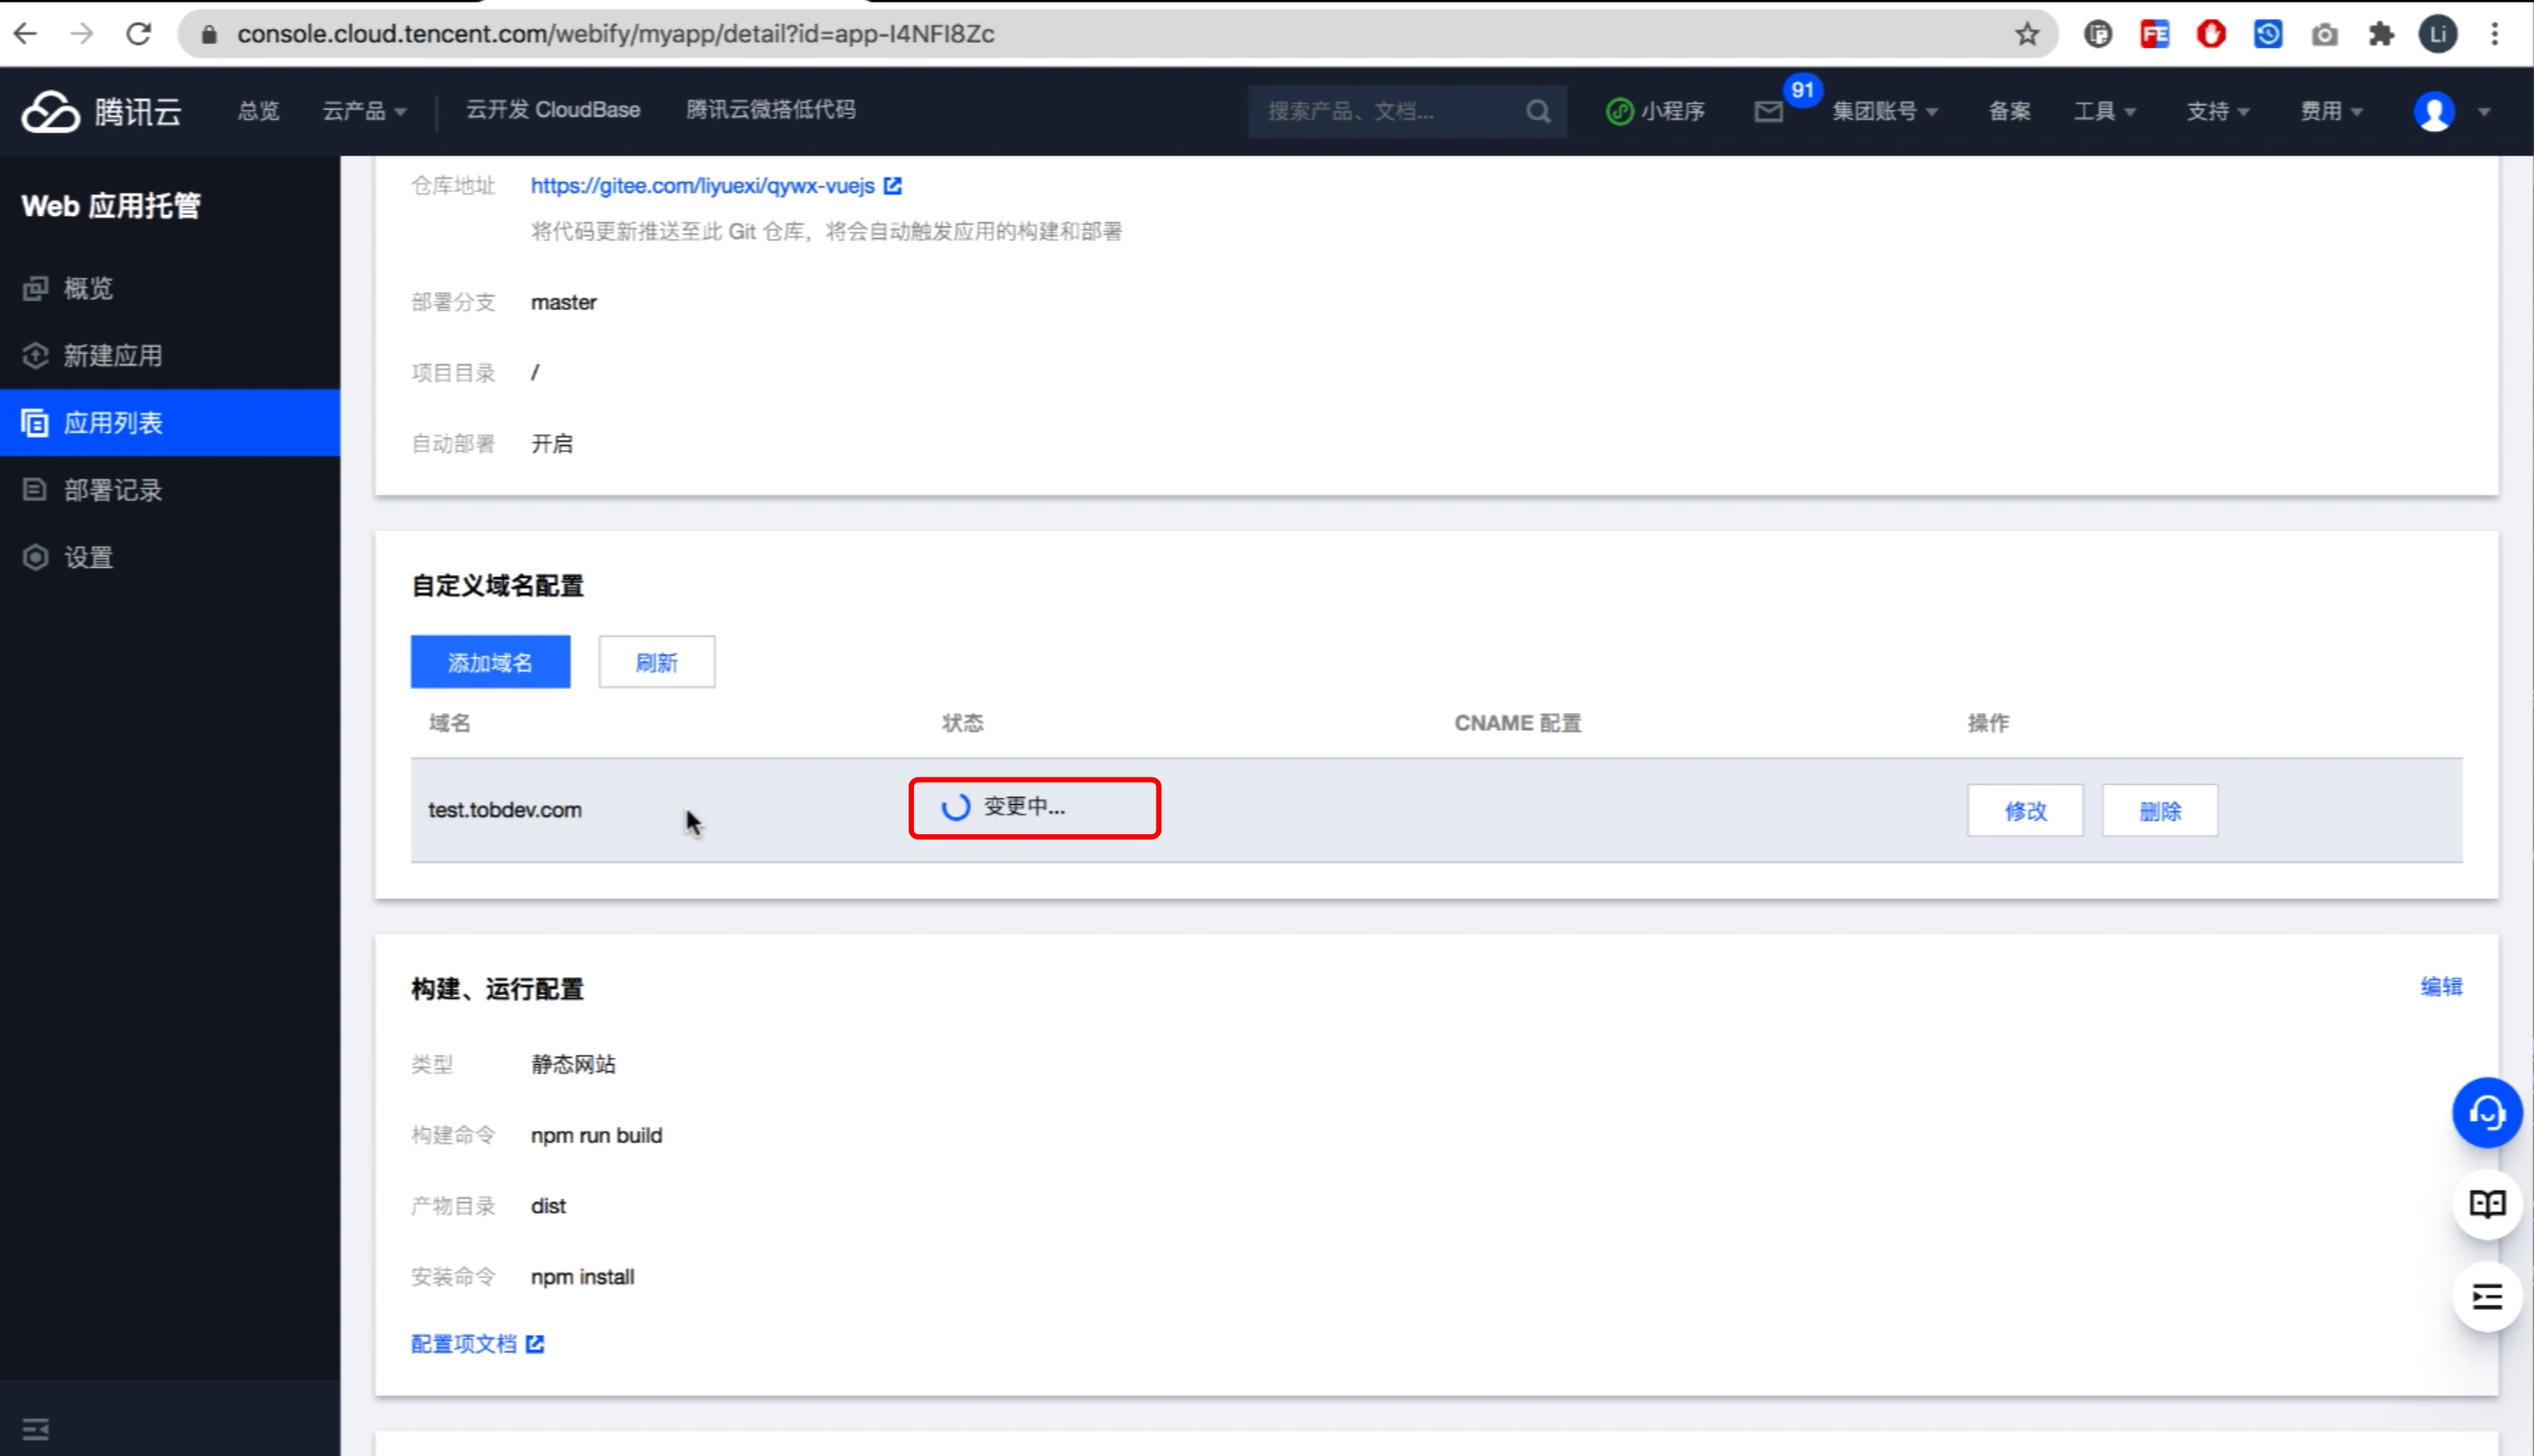 console.cloud.tencent.com/webify/myapp/detail?id=app-I4NFI8Zc
FE
Li
腾讯云 总览 云产品 云开发 CloudBase 腾讯云微搭低代码 搜索产品、文档... 小程序 91 集团账号 备案 工具 支持 费用
Web 应用托管
概览
新建应用
应用列表
部署记录
设置
仓库地址 https://gitee.com/liyuexi/qywx-vuejs
将代码更新推送至此 Git 仓库，将会自动触发应用的构建和部署
部署分支 master
项目目录 /
自动部署 开启
自定义域名配置
添加域名 刷新
域名 状态 CNAME 配置 操作
test.tobdev.com 变更中... 修改 删除
构建、运行配置 编辑
类型 静态网站
构建命令 npm run build
产物目录 dist
安装命令 npm install
配置项文档